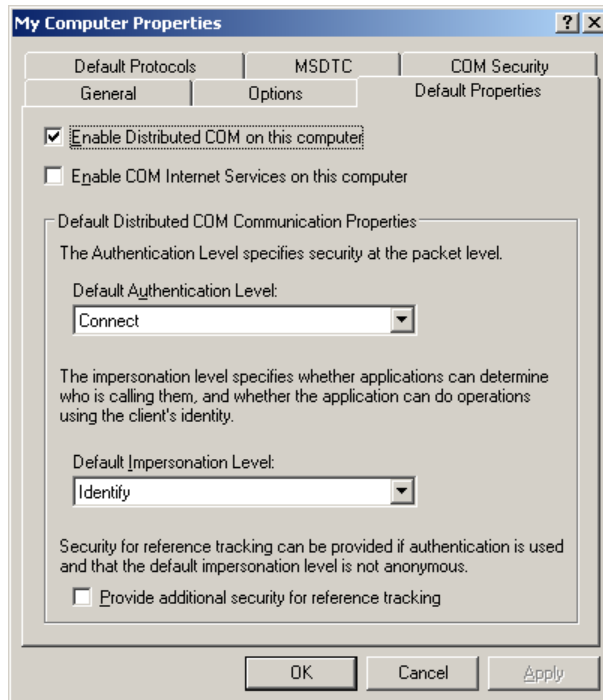 My Computer Properties
Default Protocols MSDTC COM Security
General Options Default Properties
Enable Distributed COM on this computer
Enable COM Internet Services on this computer
Default Distributed COM Communication Properties
The Authentication Level specifies security at the packet level.
Default Authentication Level:
Connect
The impersonation level specifies whether applications can determine
who is calling them, and whether the application can do operations
using the client's identity.
Default Impersonation Level:
Identify
Security for reference tracking can be provided if authentication is used
and that the default impersonation level is not anonymous.
Provide additional security for reference tracking
OK Cancel Apply